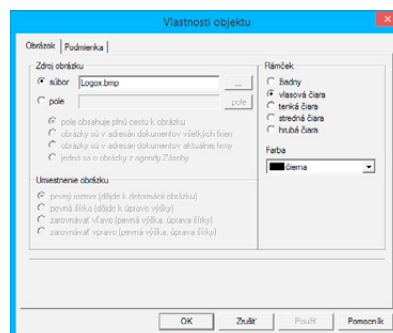 Vlastnosti objektu
Obrázok
Podmienka
Zdroj obrázku
súbor
Logox.bmp
...
pole
pole
pole obsahuje plnú cestu k obrázku
obrázky sú v adresári dokumentov všetkých firiem
obrázky sú v adresári dokumentov aktuálnej firmy
jedná sa o obrázky z agendy Zásoby
Umiestnenie obrázku
pevný rozmer (dôjde k deformácii obrázku)
pevná šírka (dôjde k úprave výšky)
zarovnávať vľavo (pevná výška, úprava šírky)
zarovnávať vpravo (pevná výška, úprava šírky)
Rámček
žiadny
vlasová čiara
tenká čiara
stredná čiara
hrubá čiara
Farba
čierna
OK
Zrušiť
Použiť
Pomocník